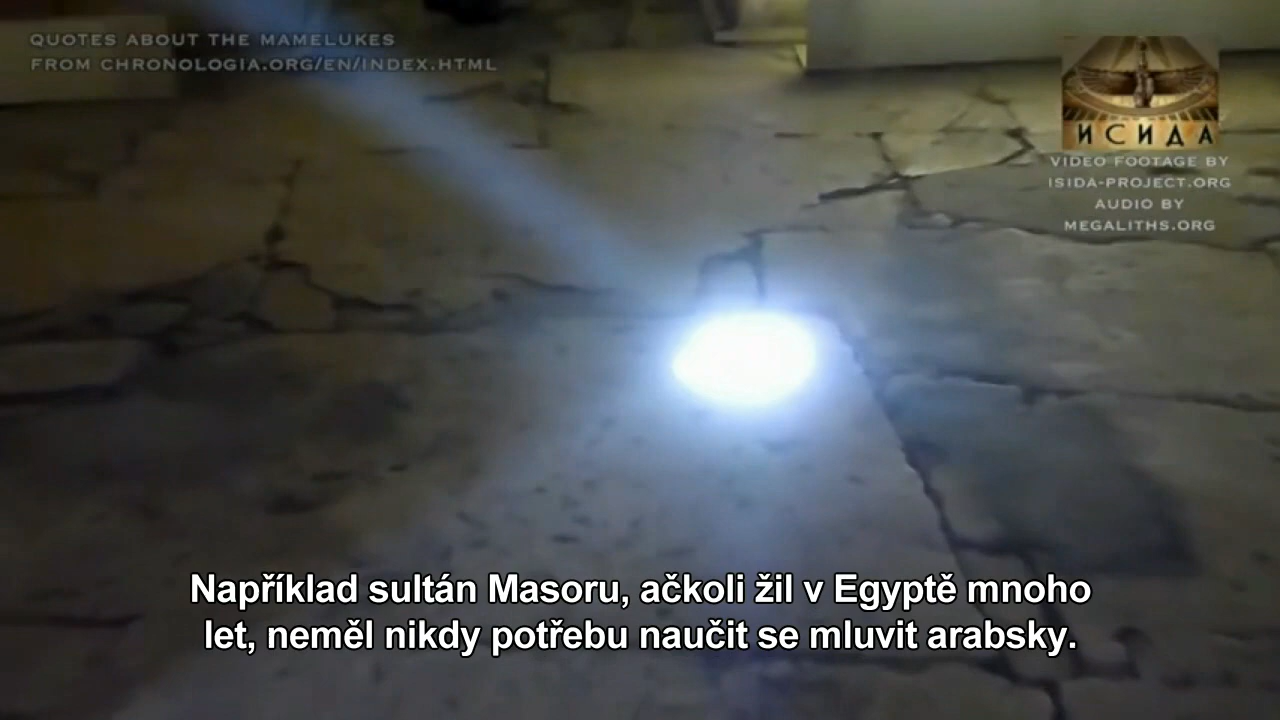 QUOTES ABOUT THE MAMELUKES
FROM CHRONOLOGIA.ORG/EN/INDEX.HTML
ИСИДА
VIDEO FOOTAGE BY
ISIDA-PROJECT.ORG
AUDIO BY
MEGALITHS.ORG
Například sultán Masoru, ačkoli žil v Egyptě mnoho
let, neměl nikdy potřebu naučit se mluvit arabsky.